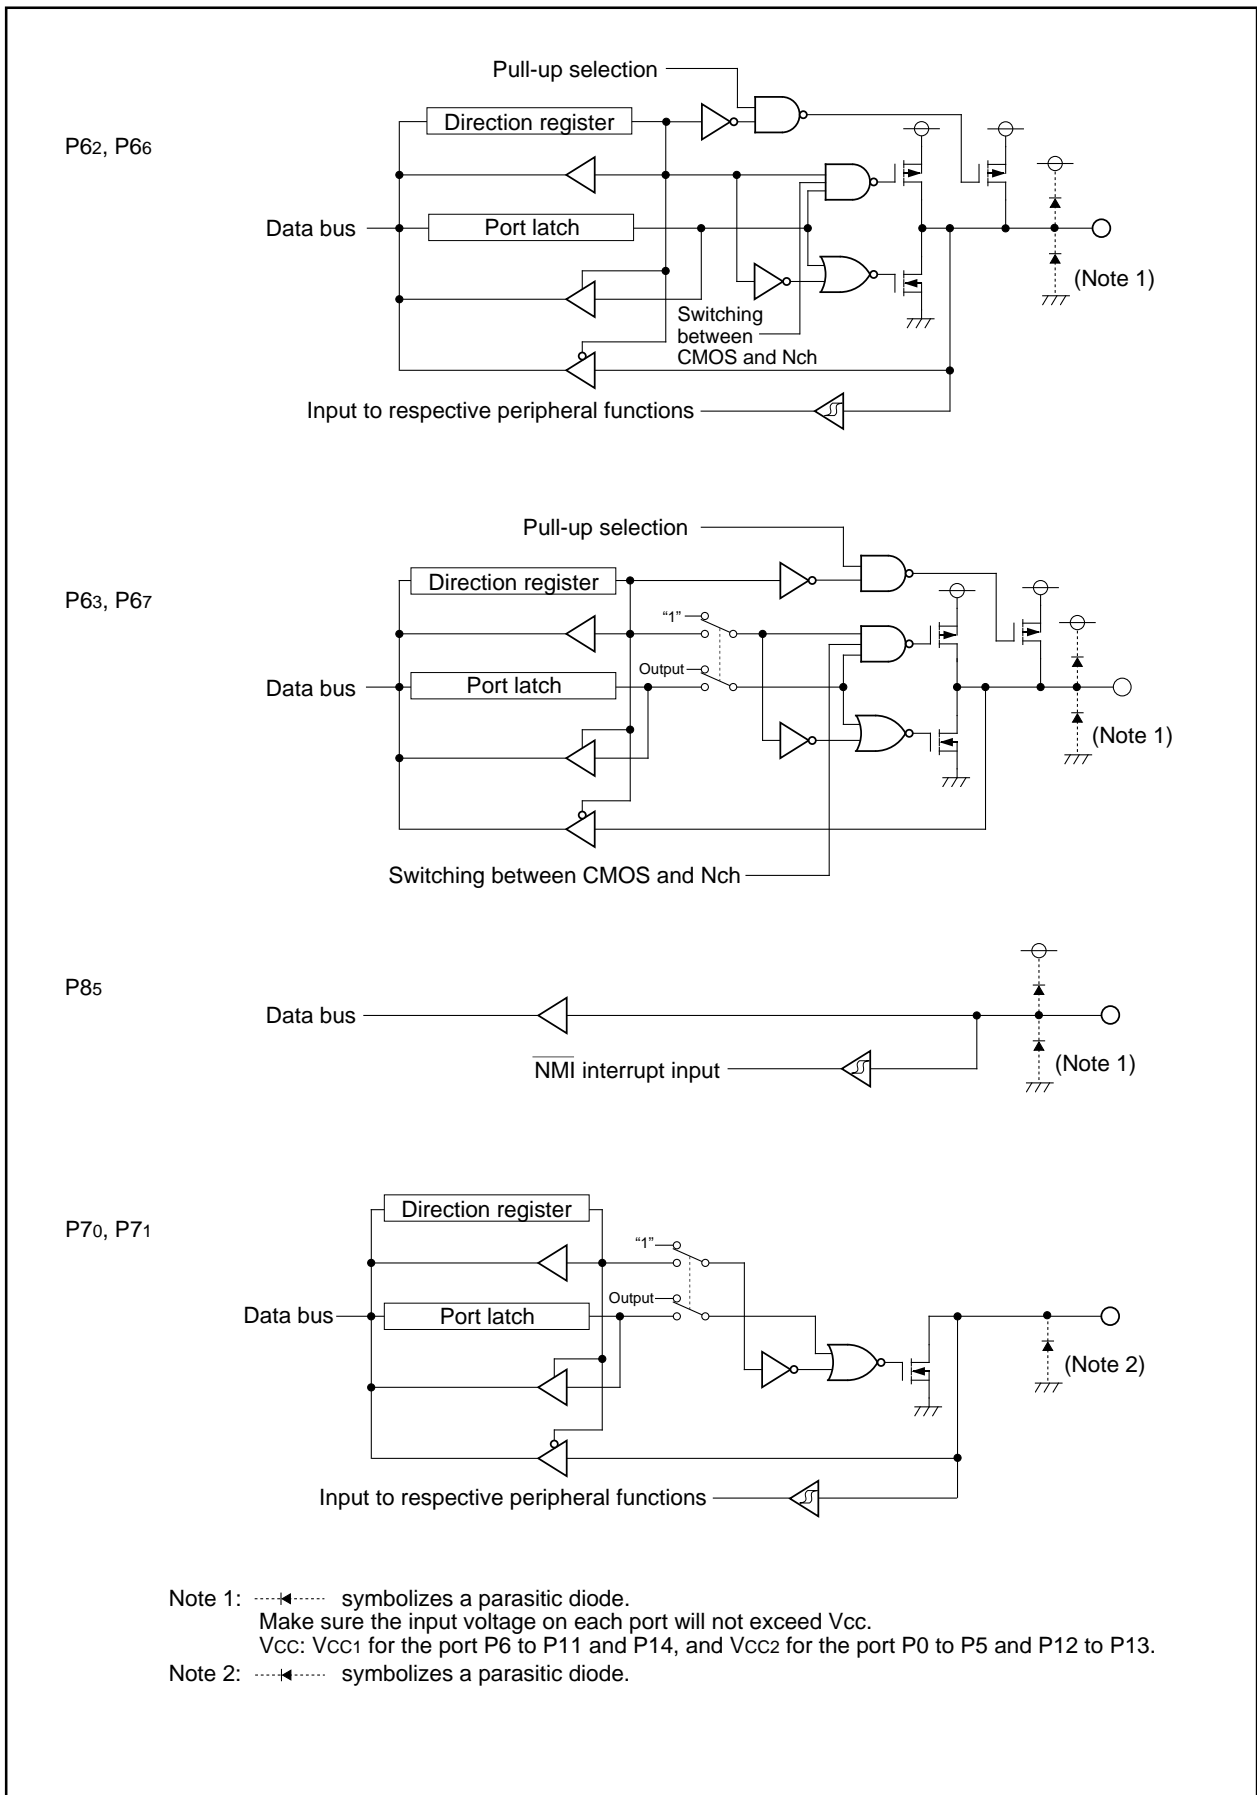 Pull-up selection
Direction register
P62, P66
Data bus
Port latch
(Note 1)
Switching
between
CMOS and Nch
Input to respective peripheral functions
Pull-up selection
Direction register
P63, P67
“1”
Output
Data bus
Port latch
(Note 1)
Switching between CMOS and Nch
P85
Data bus
NMI interrupt input
(Note 1)
Direction register
P70, P71
“1”
Output
Data bus
Port latch
(Note 2)
Input to respective peripheral functions
Note 1: symbolizes a parasitic diode.
Make sure the input voltage on each port will not exceed Vcc.
VCC: VCC1 for the port P6 to P11 and P14, and VCC2 for the port P0 to P5 and P12 to P13.
Note 2: symbolizes a parasitic diode.